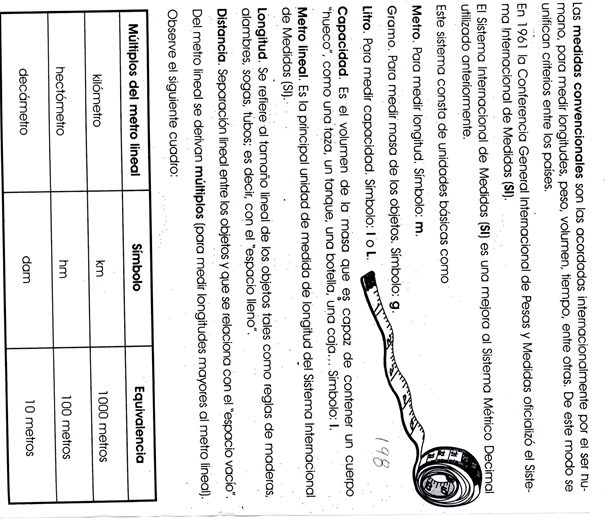 Las medidas convencionales son las acordadas internacionalmente por el ser hu-
mano, para medir longitudes, peso, volumen, tiempo, entre otras. De este modo se
unifican criterios entre los países.
En 1961 la Conferencia General Internacional de Pesas y Medidas oficializó el Siste-
ma Internacional de Medidas (SI).
El Sistema Internacional de Medidas (SI) es una mejora al Sistema Métrico Decimal
utilizado anteriormente.
Este sistema consta de unidades básicas como
Metro. Para medir longitud. Símbolo: m.
Gramo. Para medir masa de los objetos. Símbolo: g.
Litro. Para medir capacidad. Símbolo: l o L.
198
Capacidad. Es el volumen de la masa que es capaz de contener un cuerpo
"hueco", como una taza, un tanque, una botella, una caja... Símbolo: l.
Metro lineal. Es la principal unidad de medida de longitud del Sistema Internacional
de Medidas (SI).
Longitud. Se refiere al tamaño lineal de los objetos tales como reglas de maderas,
alambres, sogas, tubos; es decir, con el "espacio lleno".
Distancia. Separación lineal entre los objetos y que se relaciona con el "espacio vacío".
Del metro lineal se derivan múltiplos (para medir longitudes mayores al metro lineal).
Observe el siguiente cuadro:
Múltiplos del metro lineal Símbolo Equivalencia
kilómetro km 1000 metros
hectómetro hm 100 metros
decámetro dam 10 metros